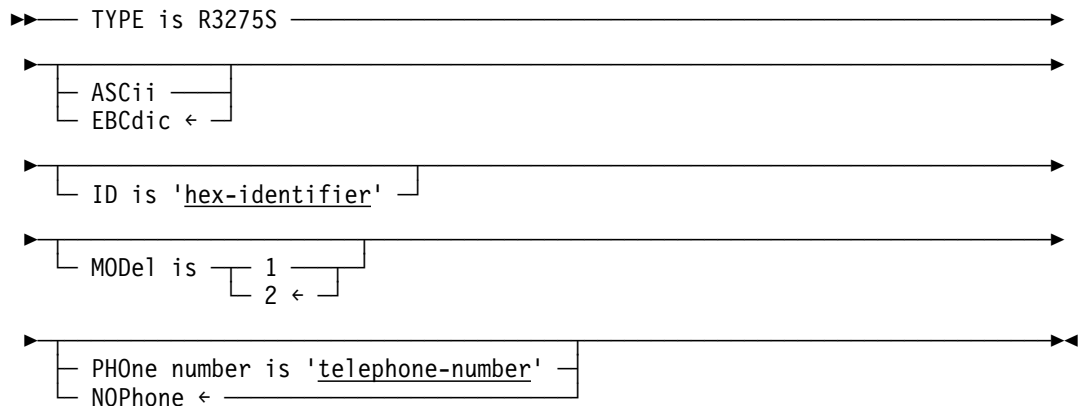 TYPE is R3275S
ASCii
EBCdic ←
ID is 'hex-identifier'
MODel is 1
2 ←
PHOne number is 'telephone-number'
NOPhone ←